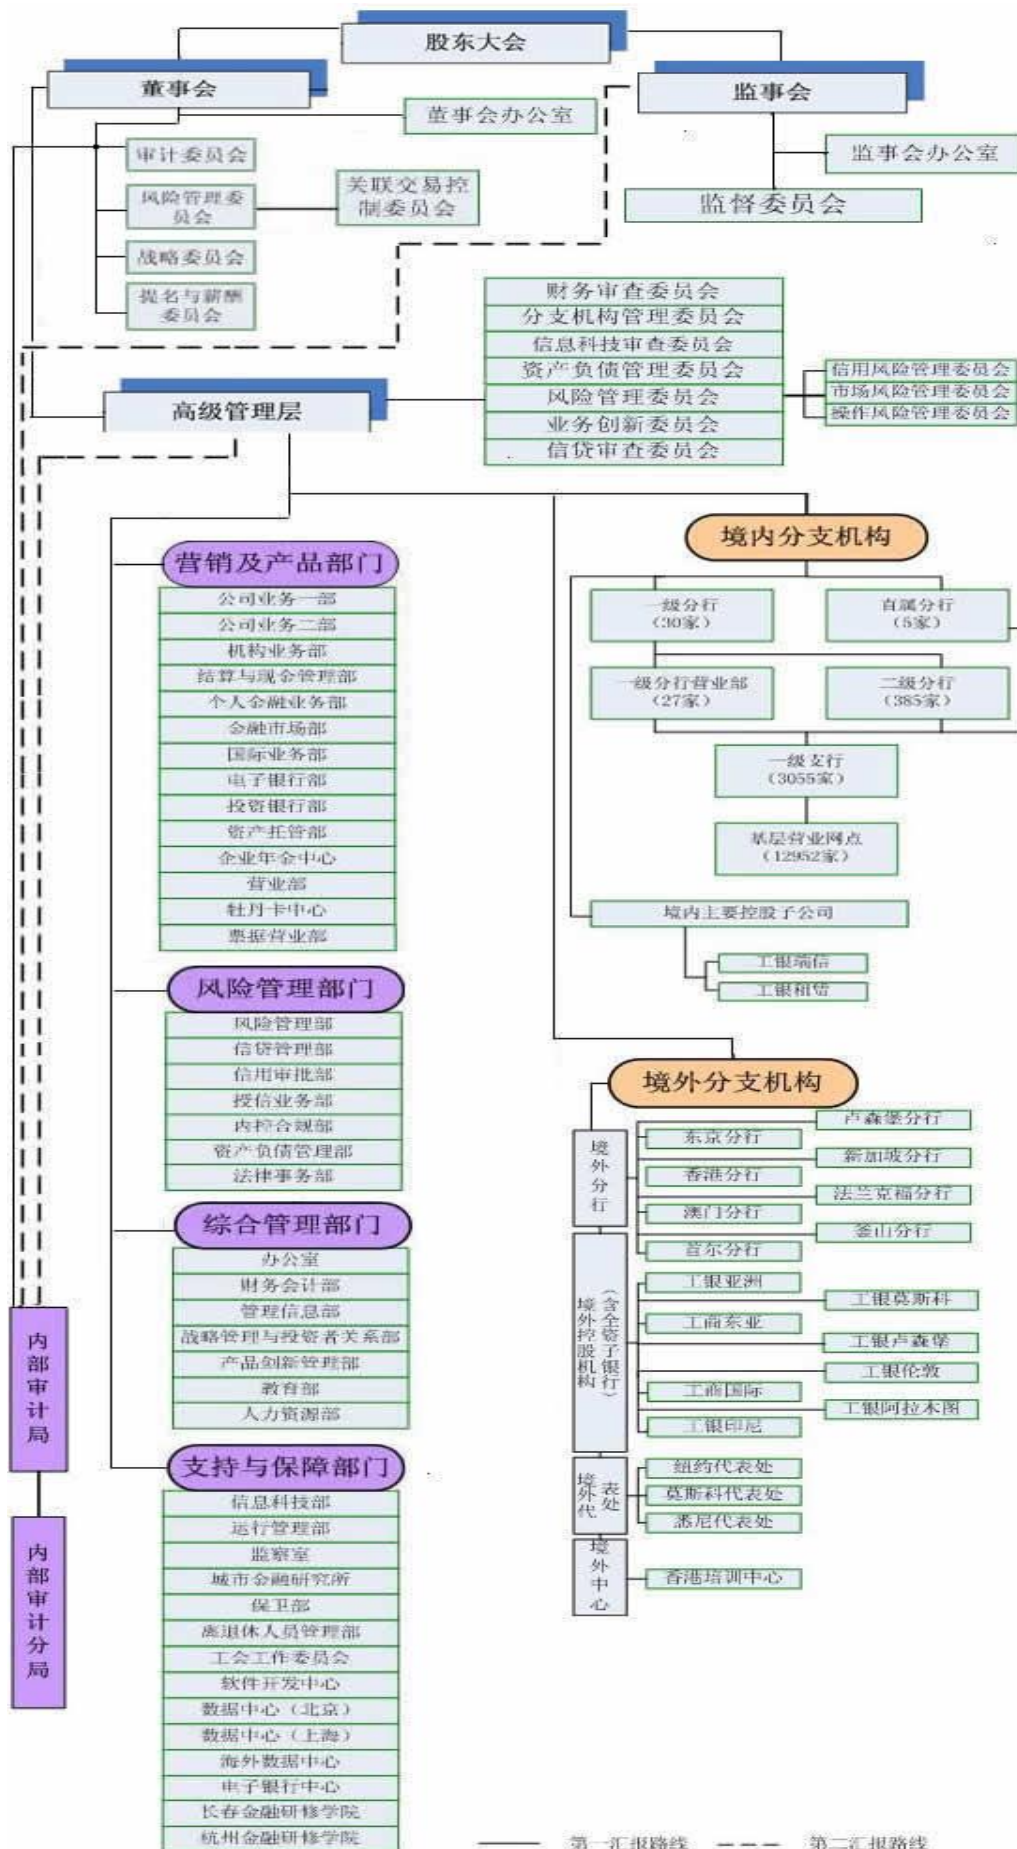 股东大会
董事会
监事会
董事会办公室
审计委员会
风险管理委
员会
关联交易控
制委员会
战略委员会
提名与薪酬
委员会
监事会办公室
监督委员会
财务审查委员会
分支机构管理委员会
信息科技审查委员会
资产负债管理委员会
风险管理委员会
业务创新委员会
信贷审查委员会
信用风险管理委员会
市场风险管理委员会
操作风险管理委员会
高级管理层
营销及产品部门
公司业务一部
公司业务二部
机构业务部
结算与现金管理部
个人金融业务部
金融市场部
国际业务部
电子银行部
投资银行部
资产托管部
企业年金中心
营业部
牡丹卡中心
票据营业部
风险管理部门
风险管理部
信贷管理部
信用审批部
授信业务部
内控合规部
资产负债管理部
法律事务部
综合管理部门
办公室
财务会计部
管理信息部
战略管理与投资者关系部
产品创新管理部
教育部
人力资源部
支持与保障部门
信息科技部
运行管理部
监察室
城市金融研究所
保卫部
离退休人员管理部
工会工作委员会
软件开发中心
数据中心（北京）
数据中心（上海）
海外数据中心
电子银行中心
长春金融研修学院
杭州金融研修学院
内部审计局
内部审计分局
境内分支机构
一级分行
（30家）
直属分行
（5家）
一级分行营业部
（27家）
二级分行
（385家）
一级支行
（3055家）
基层营业网点
（12952家）
境内主要控股子公司
工银瑞信
工银租赁
境外分支机构
境外分行
卢森堡分行
东京分行
新加坡分行
香港分行
法兰克福分行
澳门分行
釜山分行
首尔分行
境外控股机构
（含全资子银行）
工银亚洲
工银莫斯科
工商东亚
工银卢森堡
工银伦敦
工商国际
工银阿拉木图
工银印尼
境外代表处
纽约代表处
莫斯科代表处
悉尼代表处
境外中心
香港培训中心
第一汇报路线
第二汇报路线